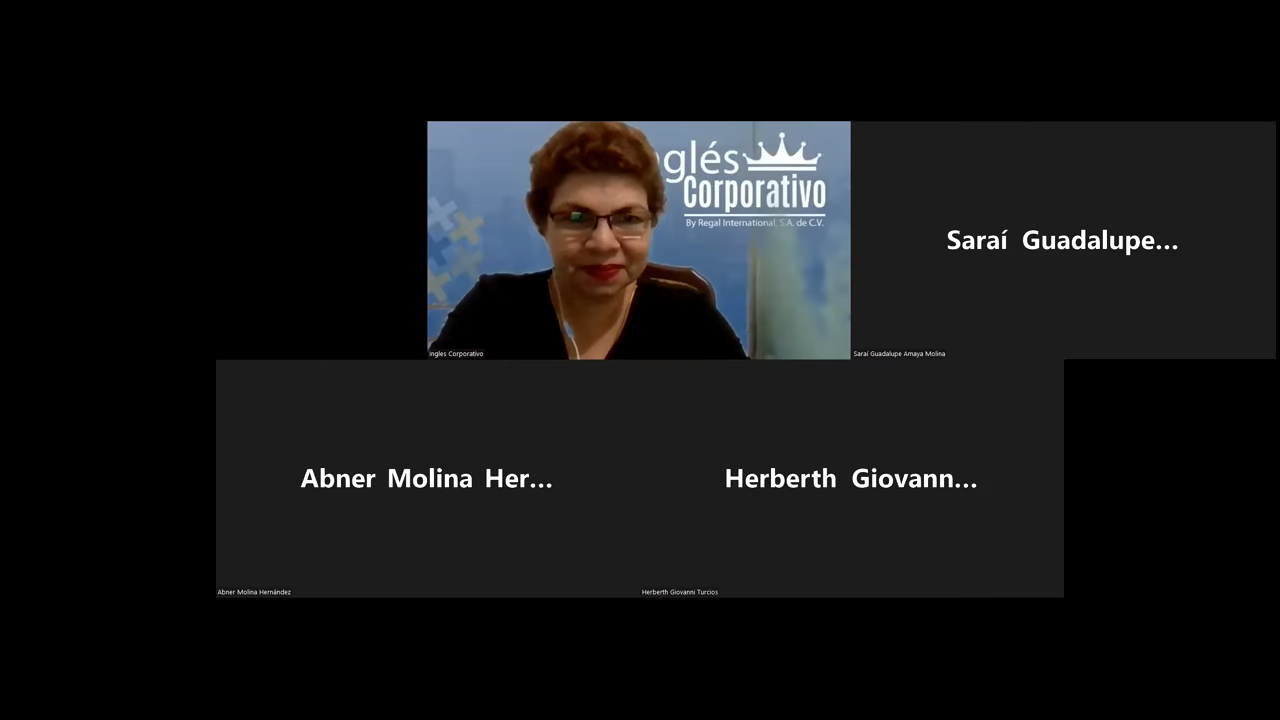 glés
Corporativo
By Regal International, S.A. de C.V.
Saraí Guadalupe...
Ingles Corporativo
Saraí Guadalupe Amaya Molina
Abner Molina Her...
Herberth Giovann...
Abner Molina Hernández
Herberth Giovanni Turcios